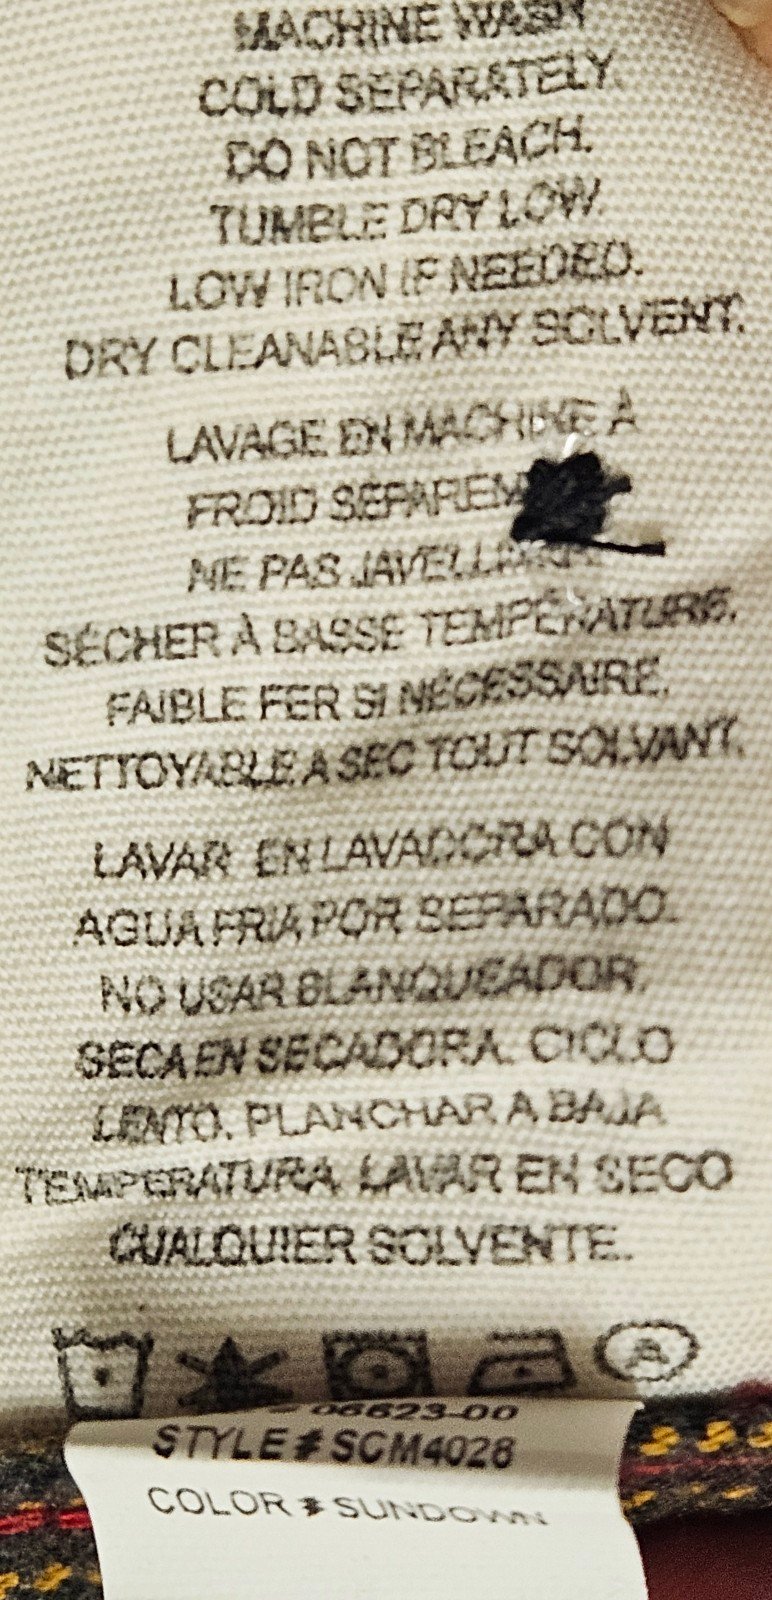 MACHINE WASH
COLD SEPARATELY.
DO NOT BLEACH.
TUMBLE DRY LOW.
LOW IRON IF NEEDED.
DRY CLEANABLE ANY SOLVENT.
LAVAGE EN MACHINE À
FROID
NE PAS
SÉCHER À BASSE TEMPÉRATURE.
FAIBLE FER SI NÉCESSAIRE.
NETTOYABLE A SEC TOUT SOLVANT.
LAVAR EN LAVADORA CON
AGUA FRIA POR SEPARADO.
NO USAR BLANQUEADOR.
SECA EN SECADORA. CICLO
LENTO. PLANCHAR A BAJA
TEMPERATURA. LAVAR EN SECO
CUALQUIER SOLVENTE.
A
06623-00
STYLE# SCM4028
COLOR # SUNDOWN